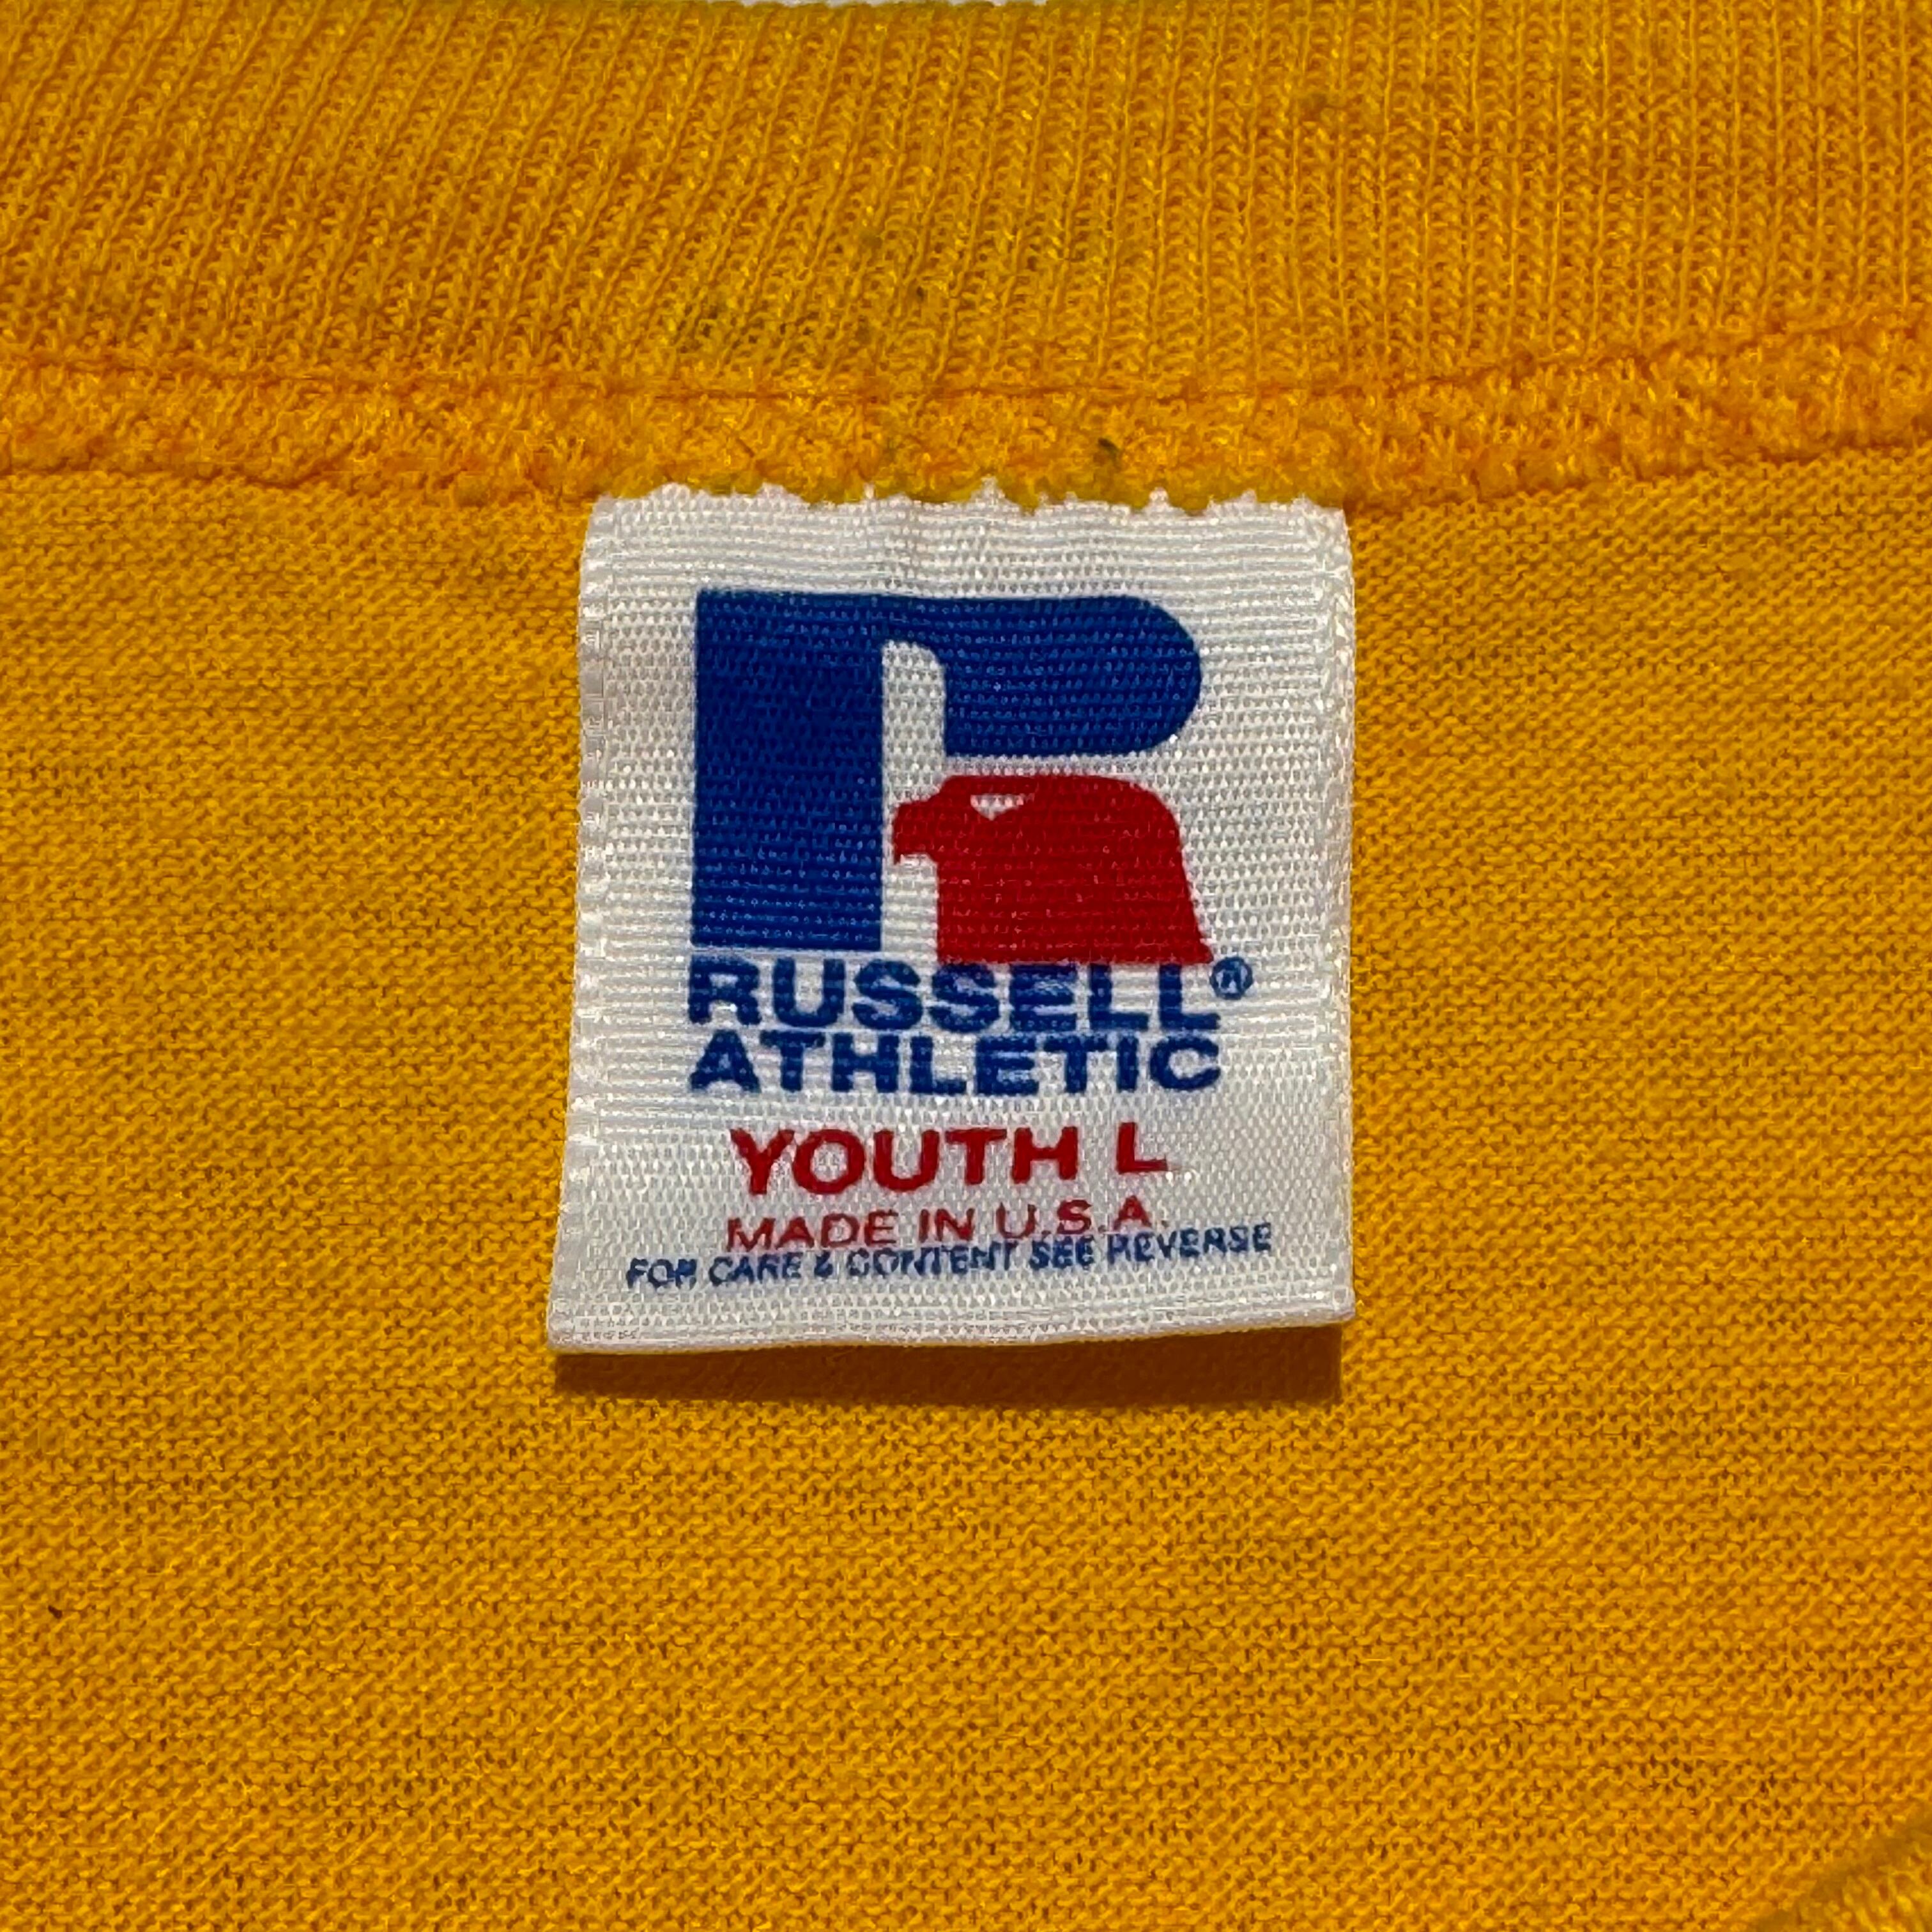 RUSSELL®
ATHLETIC
YOUTH L
MADE IN U.S.A.
FOR CARE & CONTENT SEE REVERSE